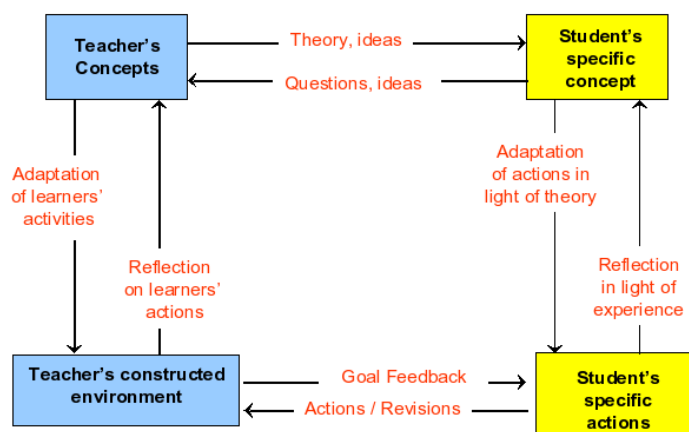 Teacher's
Concepts
Theory, ideas
Questions, ideas
Student's
specific
concept
Adaptation
of learners'
activities
Reflection
on learners'
actions
Adaptation
of actions in
light of theory
Reflection
in light of
experience
Teacher's constructed
environment
Goal Feedback
Actions / Revisions
Student's
specific
actions